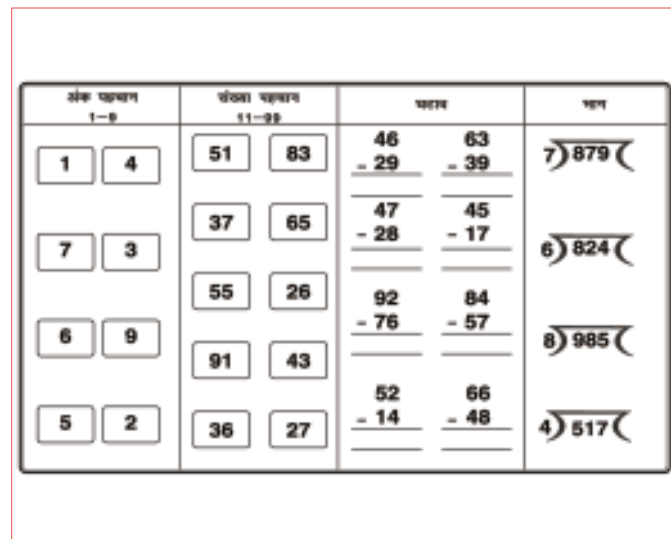 अंक पहचान
1–9
1 4
7 3
6 9
5 2
संख्या पहचान
11–99
51 83
37 65
55 26
91 43
36 27
घटाव
46 63
- 29 - 39
47 45
- 28 - 17
92 84
- 76 - 57
52 66
- 14 - 48
भाग
7)879(
6)824(
8)985(
4)517(